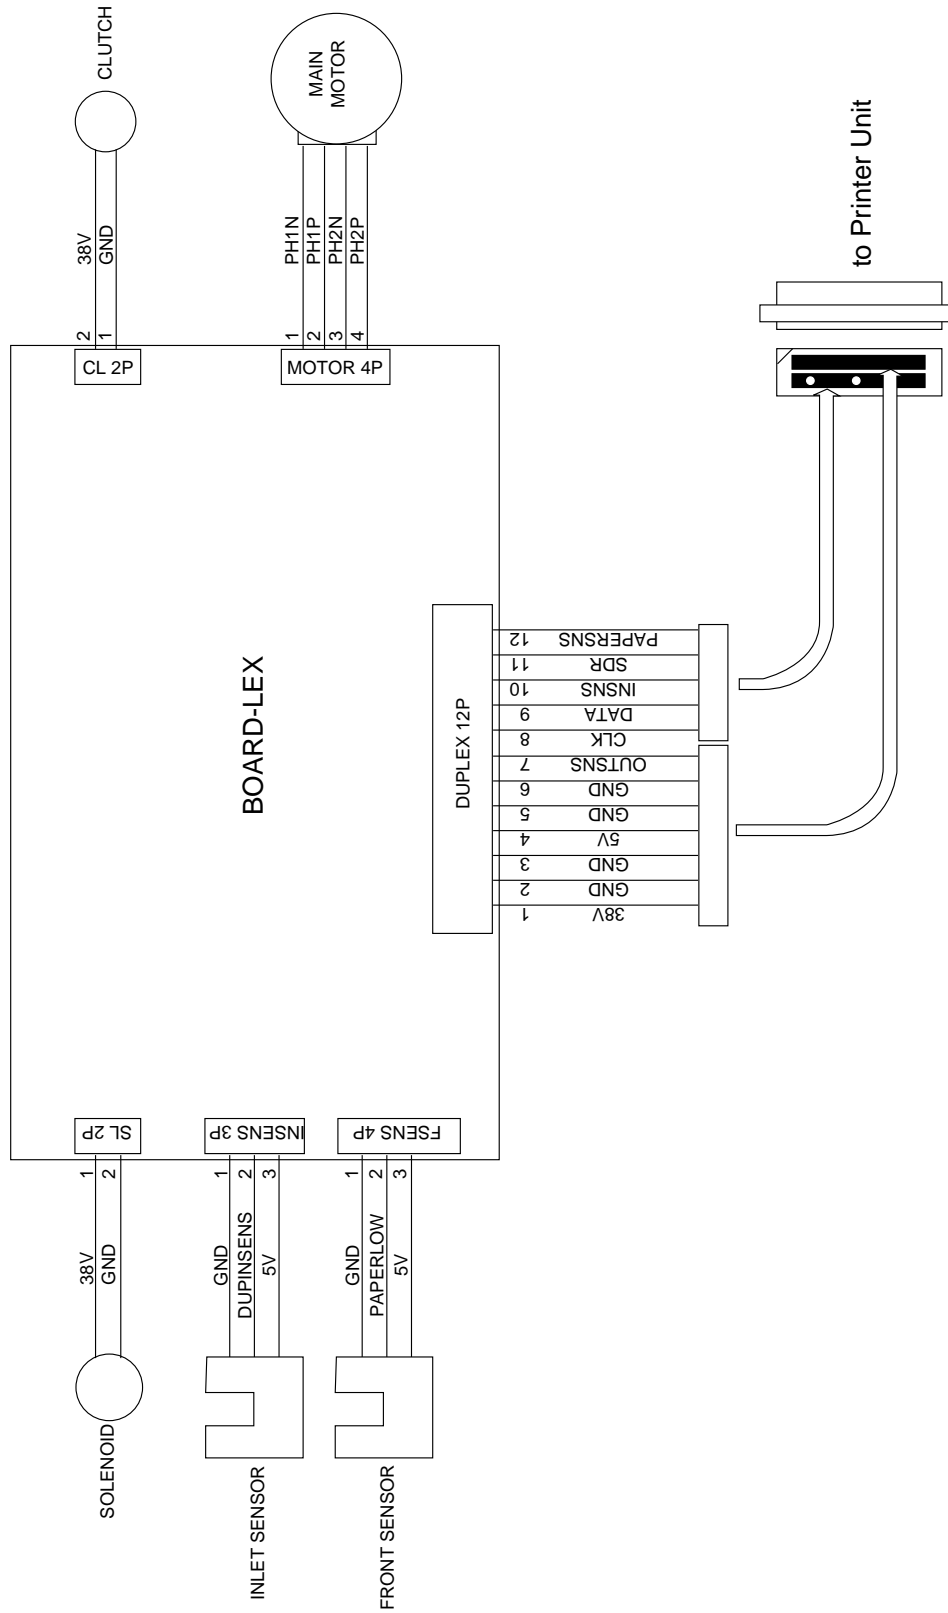 CLUTCH
38V
GND
2
1
CL 2P
MAIN
MOTOR
PH1N
PH1P
PH2N
PH2P
1
2
3
4
MOTOR 4P
to Printer Unit
BOARD-LEX
DUPLEX 12P
12 PAPERSNS
11 SDR
10 INSNS
9 DATA
8 CLK
7 OUTSNS
6 GND
5 GND
4 5V
3 GND
2 GND
1 38V
SL 2P
1
2
38V
GND
SOLENOID
INSENS 3P
1
2
3
GND
DUPINSENS
5V
INLET SENSOR
FSENS 4P
1
2
3
GND
PAPERLOW
5V
FRONT SENSOR